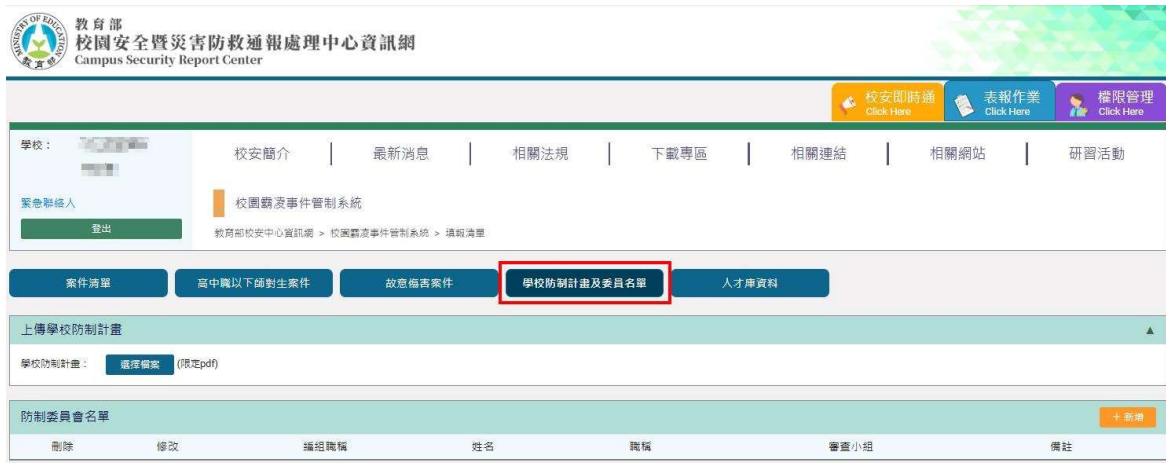 MINISTRY OF EDUCATION
教育部
教育部
校園安全暨災害防救通報處理中心資訊網
Campus Security Report Center
校安即時通
Click Here
表報作業
Click Here
權限管理
Click Here
學校：
緊急聯絡人
登出
校安簡介 | 最新消息 | 相關法規 | 下載專區 | 相關連結 | 相關網站 | 研習活動
校園霸凌事件管制系統
教育部校安中心資訊網 > 校園霸凌事件管制系統 > 填報清單
案件清單 高中職以下師對生案件 故意傷害案件 學校防制計畫及委員名單 人才庫資料
上傳學校防制計畫 ▲
學校防制計畫： 選擇檔案 (限定pdf)
防制委員會名單 ＋新增
刪除 修改 編組職稱 姓名 職稱 審查小組 備註